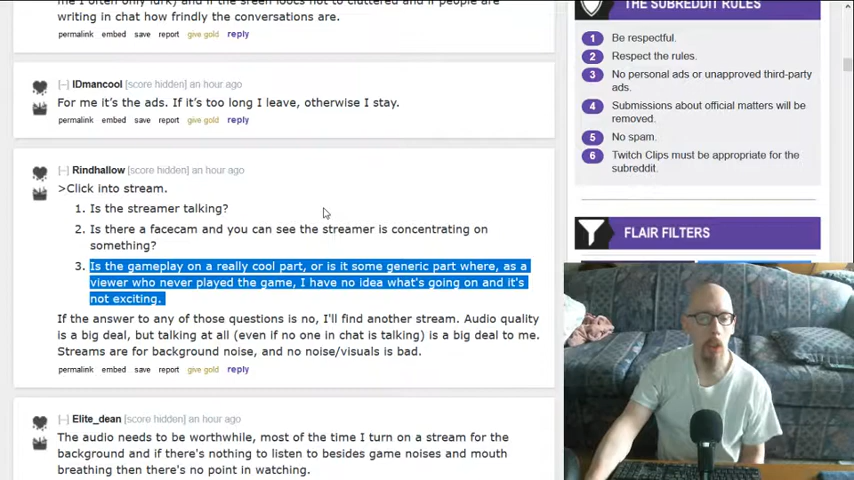 me I often only lurk) and if the sreen loocs not to cluttered and if people are
writing in chat how frindly the conversations are.
permalink embed save report give gold reply
[–] IDmancool [score hidden] an hour ago
For me it's the ads. If it's too long I leave, otherwise I stay.
permalink embed save report give gold reply
[–] Rindhallow [score hidden] an hour ago
>Click into stream.
1. Is the streamer talking?
2. Is there a facecam and you can see the streamer is concentrating on
something?
3. Is the gameplay on a really cool part, or is it some generic part where, as a
viewer who never played the game, I have no idea what's going on and it's
not exciting.
If the answer to any of those questions is no, I'll find another stream. Audio quality
is a big deal, but talking at all (even if no one in chat is talking) is a big deal to me.
Streams are for background noise, and no noise/visuals is bad.
permalink embed save report give gold reply
[–] Elite_dean [score hidden] an hour ago
The audio needs to be worthwhile, most of the time I turn on a stream for the
background and if there's nothing to listen to besides game noises and mouth
breathing then there's no point in watching.
THE SUBREDDIT RULES
1 Be respectful.
2 Respect the rules.
3 No personal ads or unapproved third-party
ads.
4 Submissions about official matters will be
removed.
5 No spam.
6 Twitch Clips must be appropriate for the
subreddit.
FLAIR FILTERS